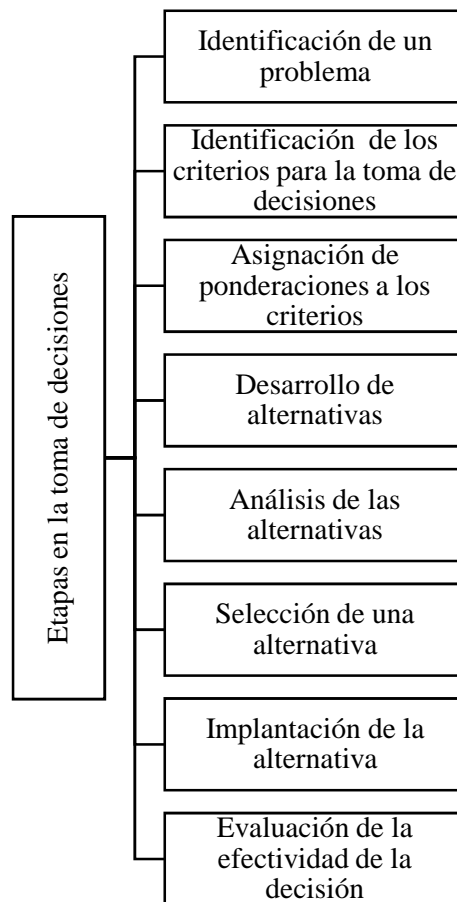 Etapas en la toma de decisiones
Identificación de un
problema
Identificación de los
criterios para la toma de
decisiones
Asignación de
ponderaciones a los
criterios
Desarrollo de
alternativas
Análisis de las
alternativas
Selección de una
alternativa
Implantación de la
alternativa
Evaluación de la
efectividad de la
decisión